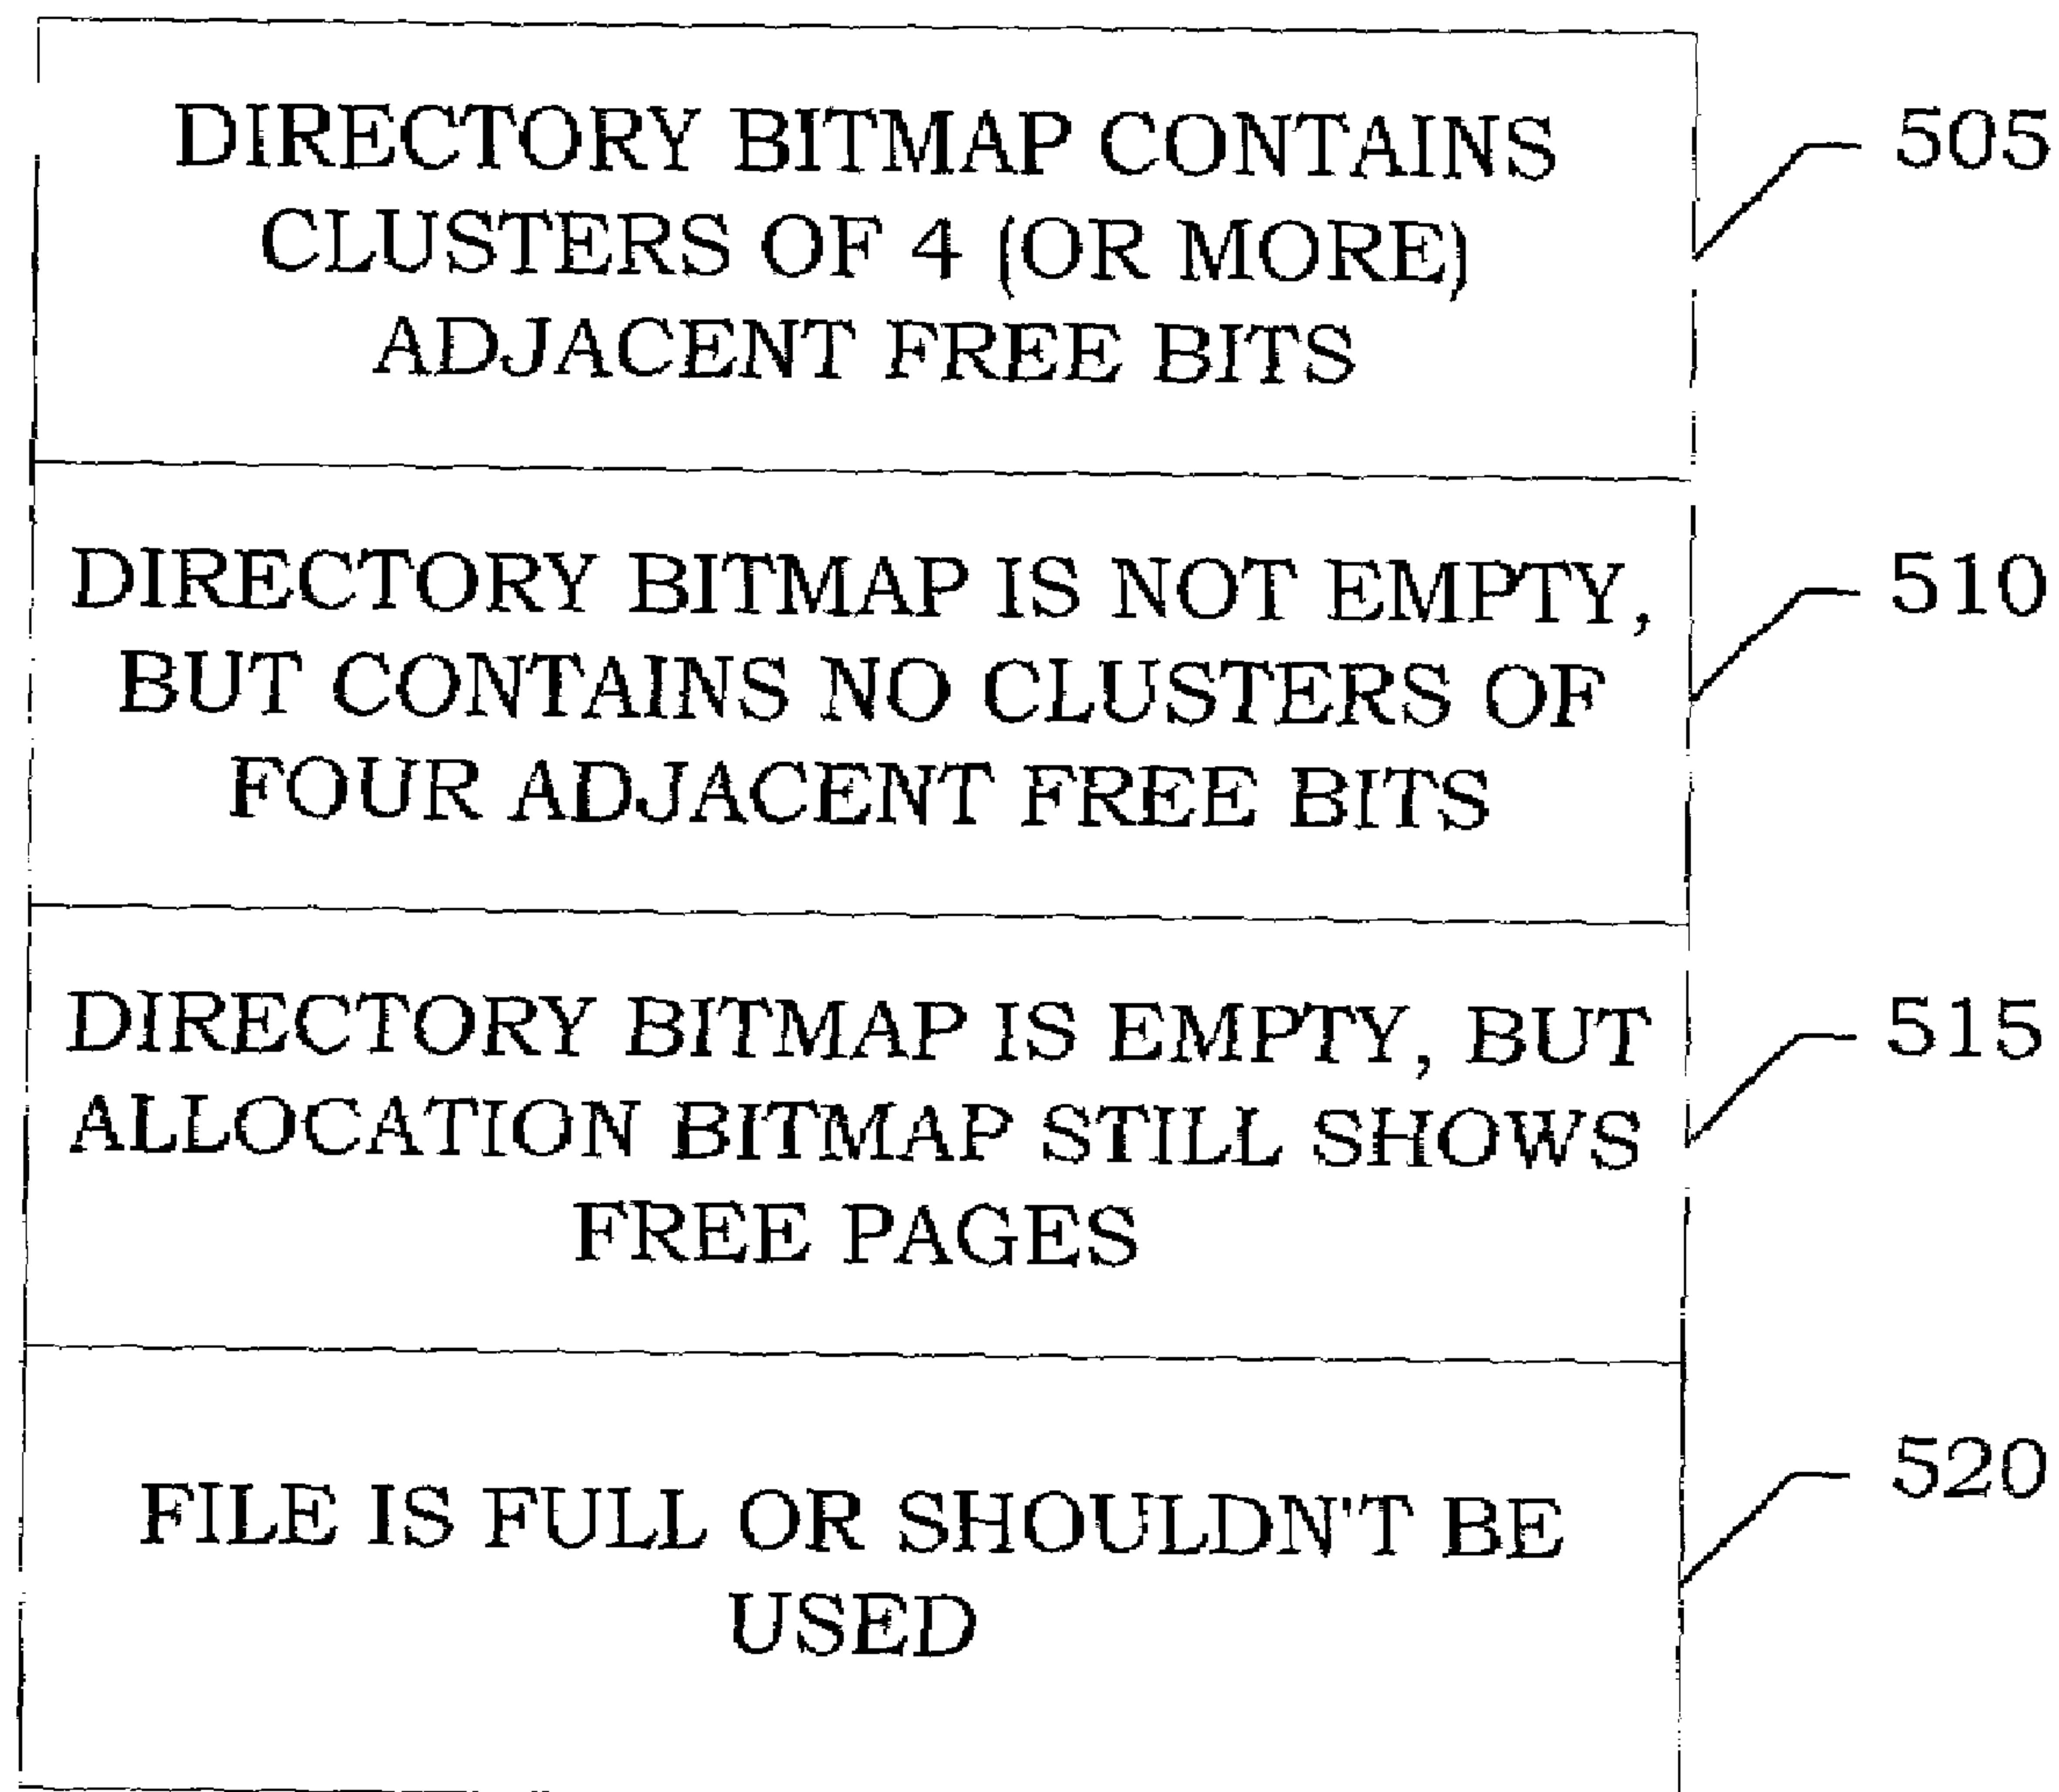 DIRECTORY BITMAP CONTAINS
CLUSTERS OF 4 (OR MORE)
ADJACENT FREE BITS
505
DIRECTORY BITMAP IS NOT EMPTY,
BUT CONTAINS NO CLUSTERS OF
FOUR ADJACENT FREE BITS
510
DIRECTORY BITMAP IS EMPTY, BUT
ALLOCATION BITMAP STILL SHOWS
FREE PAGES
515
FILE IS FULL OR SHOULDN'T BE
USED
520